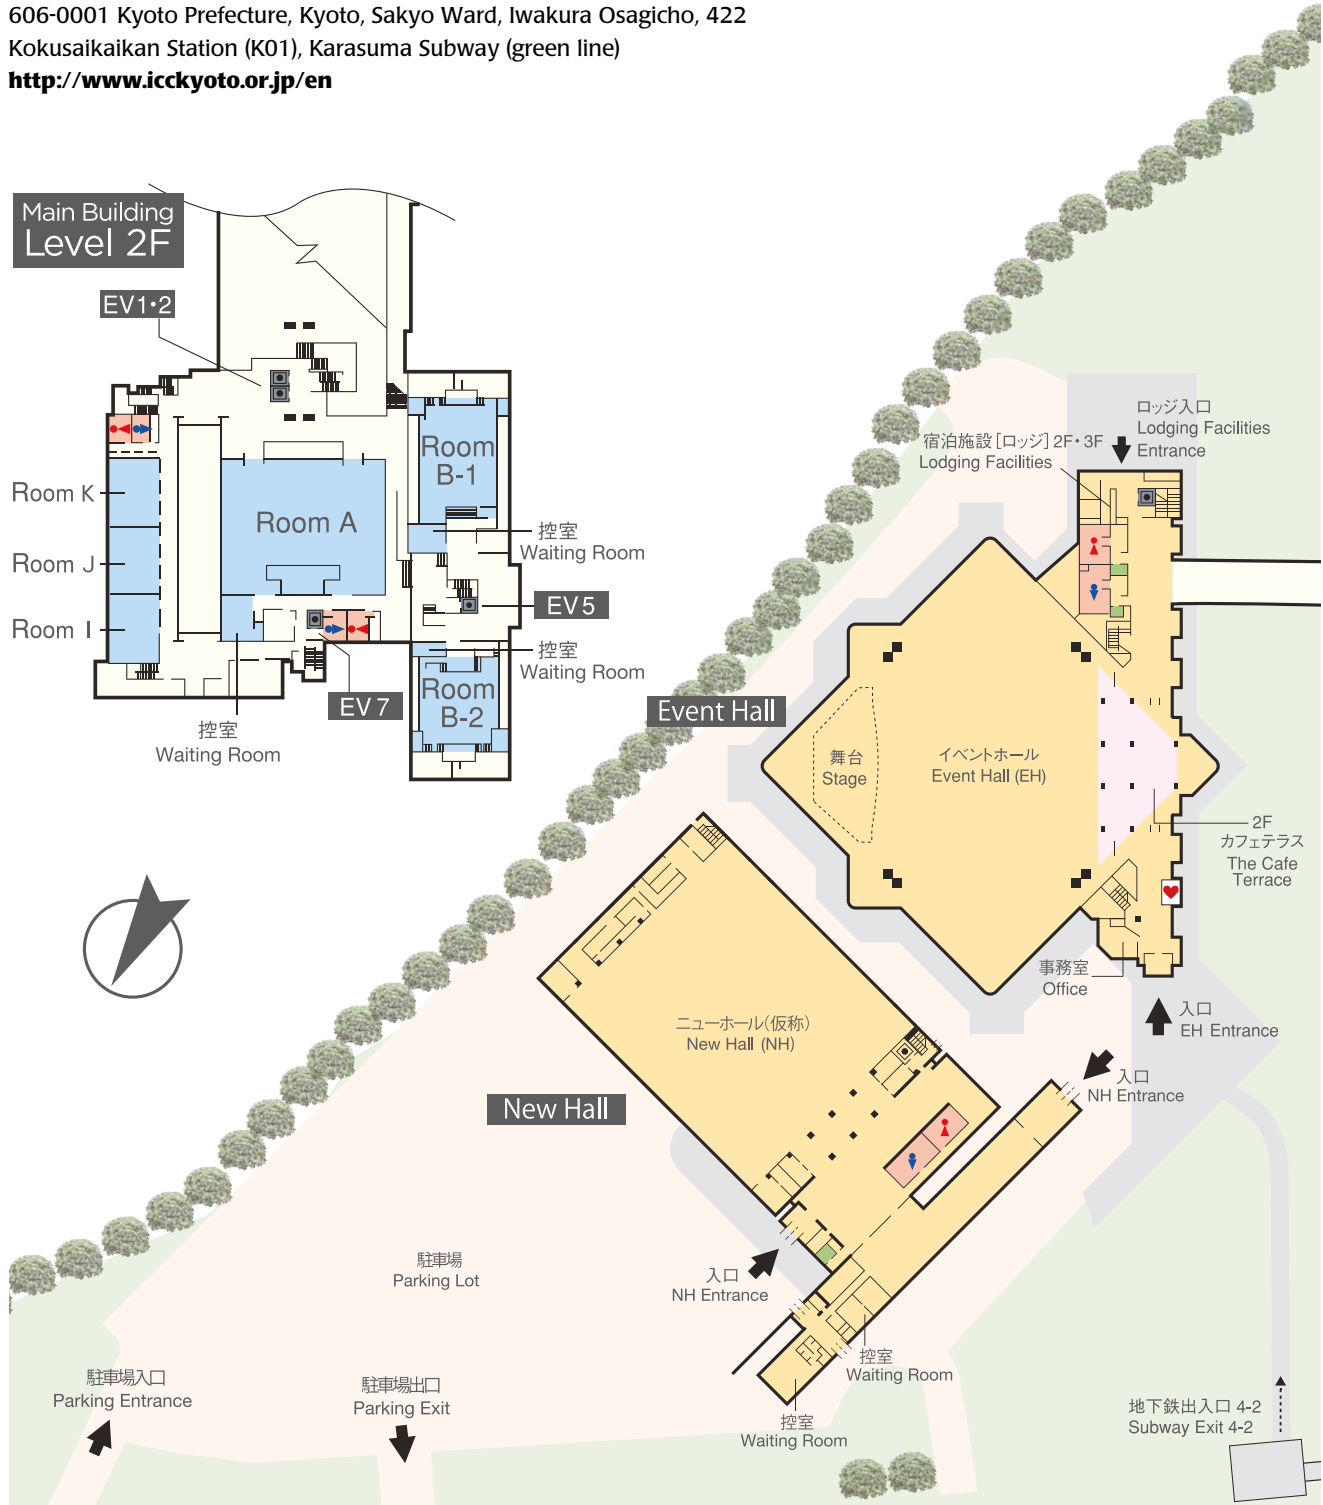 606-0001 Kyoto Prefecture, Kyoto, Sakyo Ward, Iwakura Osagicho, 422
Kokusaikaikan Station (K01), Karasuma Subway (green line)
http://www.icckyoto.or.jp/en
Main Building
Level 2F
EV1・2
Room K
Room J
Room I
Room A
Room
B-1
控室
Waiting Room
EV5
控室
Waiting Room
Room
B-2
EV7
控室
Waiting Room
ロッジ入口
Lodging Facilities
Entrance
宿泊施設[ロッジ]2F・3F
Lodging Facilities
Event Hall
舞台
Stage
イベントホール
Event Hall (EH)
2F
カフェテラス
The Cafe
Terrace
事務室
Office
入口
EH Entrance
入口
NH Entrance
ニューホール(仮称)
New Hall (NH)
New Hall
入口
NH Entrance
駐車場
Parking Lot
控室
Waiting Room
控室
Waiting Room
駐車場入口
Parking Entrance
駐車場出口
Parking Exit
地下鉄出入口 4-2
Subway Exit 4-2